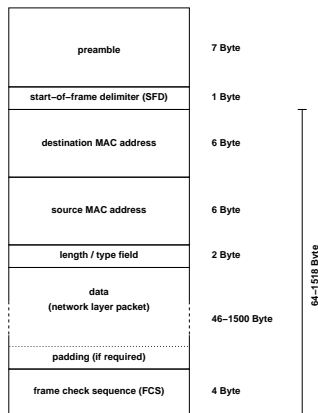 preamble
7 Byte
start-of-frame delimiter (SFD)
1 Byte
destination MAC address
6 Byte
source MAC address
6 Byte
length / type field
2 Byte
data
(network layer packet)
46-1500 Byte
padding (if required)
frame check sequence (FCS)
4 Byte
64-1518 Byte